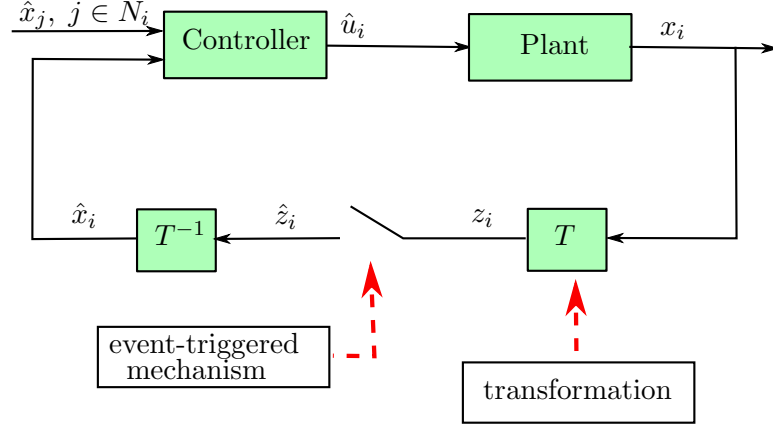 x̂_j, j ∈ N_i
Controller
û_i
Plant
x_i
x̂_i
T^{-1}
ẑ_i
z_i
T
event-triggered
mechanism
transformation